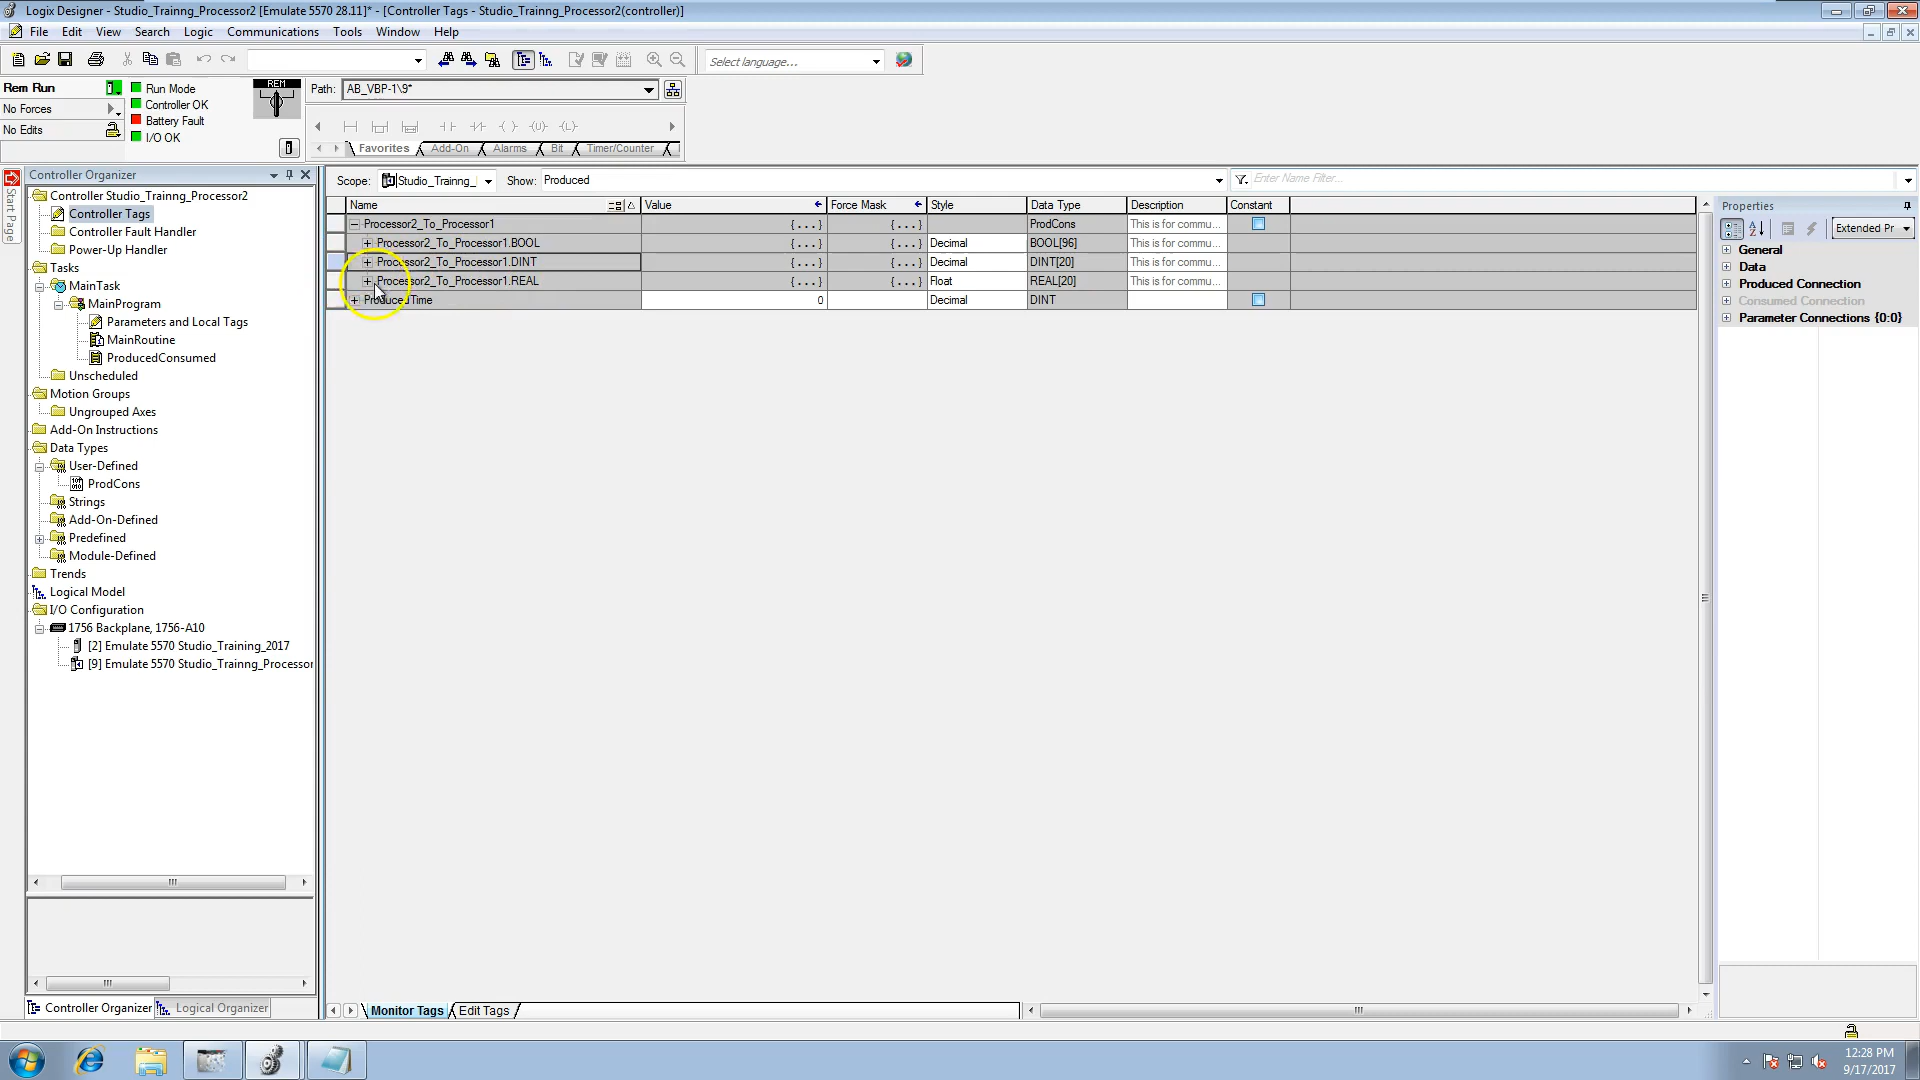 Logix Designer - Studio_Trainng_Processor2 [Emulate 5570 28.11]* - [Controller Tags - Studio_Trainng_Processor2(controller)]
File Edit View Search Logic Communications Tools Window Help
Select language...
Rem Run
No Forces
No Edits
Run Mode
Controller OK
Battery Fault
I/O OK
REM
Path: AB_VBP-1\9*
Favorites Add-On Alarms Bit Timer/Counter
Start Page
Controller Organizer
Controller Studio_Trainng_Processor2
Controller Tags
Controller Fault Handler
Power-Up Handler
Tasks
MainTask
MainProgram
Parameters and Local Tags
MainRoutine
ProducedConsumed
Unscheduled
Motion Groups
Ungrouped Axes
Add-On Instructions
Data Types
User-Defined
ProdCons
Strings
Add-On-Defined
Predefined
Module-Defined
Trends
Logical Model
I/O Configuration
1756 Backplane, 1756-A10
[2] Emulate 5570 Studio_Training_2017
[9] Emulate 5570 Studio_Trainng_Processor
Controller Organizer Logical Organizer
Scope: Studio_Trainng_ Show: Produced Enter Name Filter...
Name Value Force Mask Style Data Type Description Constant
Processor2_To_Processor1 {...} {...} ProdCons This is for commu...
Processor2_To_Processor1.BOOL {...} {...} Decimal BOOL[96] This is for commu...
Processor2_To_Processor1.DINT {...} {...} Decimal DINT[20] This is for commu...
Processor2_To_Processor1.REAL {...} {...} Float REAL[20] This is for commu...
ProducedTime 0 Decimal DINT
Monitor Tags Edit Tags
Properties
Extended Pr
General
Data
Produced Connection
Consumed Connection
Parameter Connections {0:0}
12:28 PM
9/17/2017